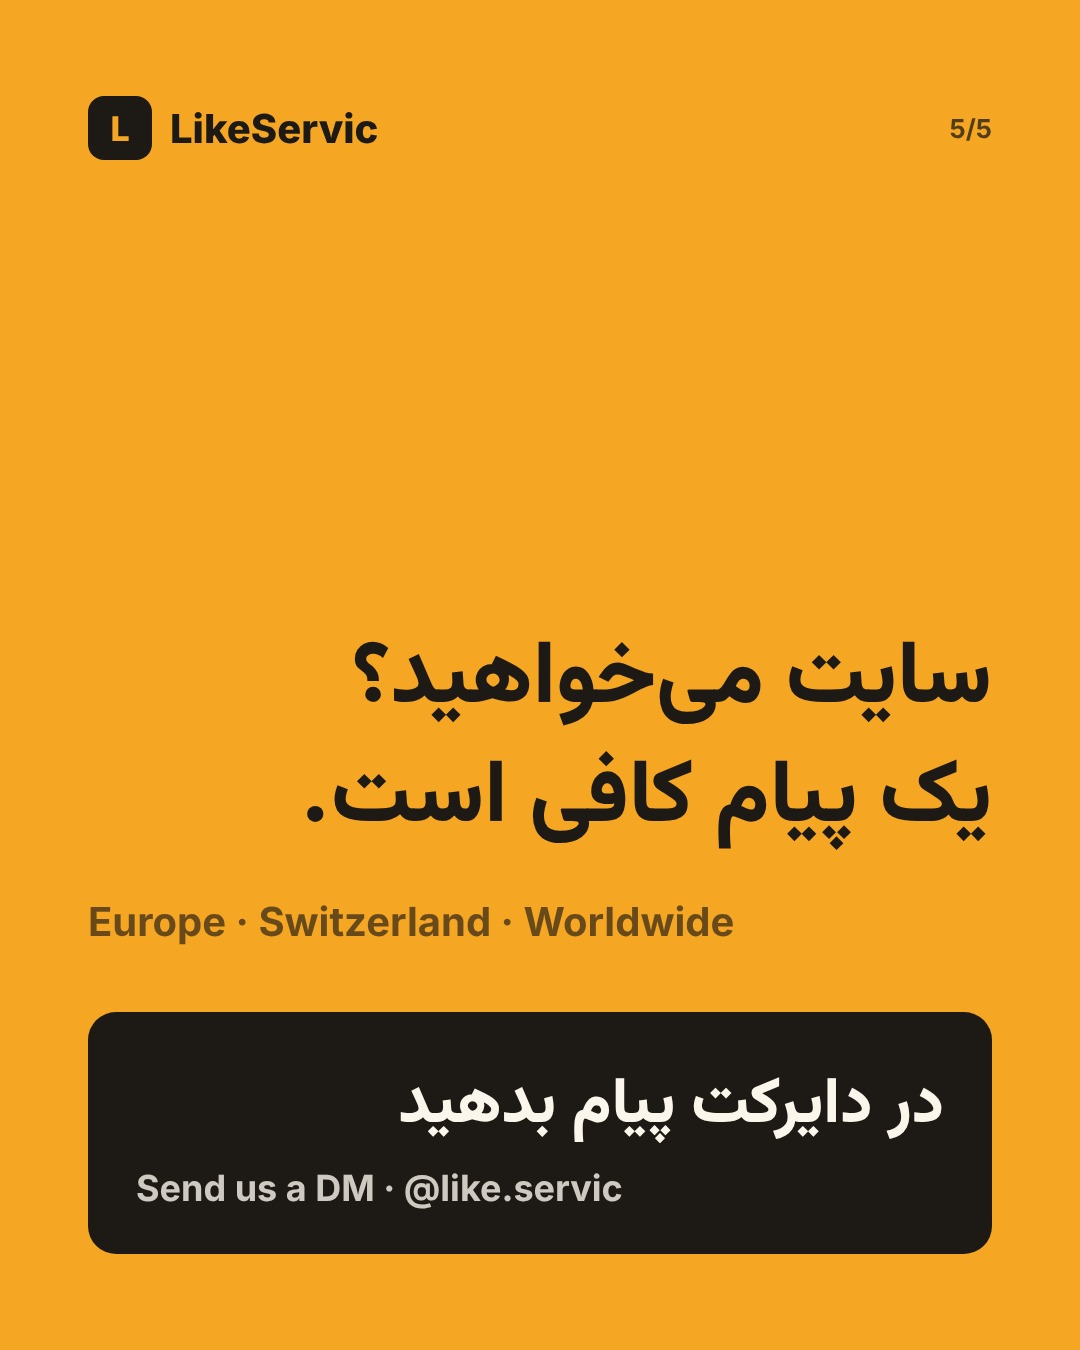 L LikeServic
5/5
سایت می‌خواهید؟
یک پیام کافی است.
Europe · Switzerland · Worldwide
در دایرکت پیام بدهید
Send us a DM · @like.servic